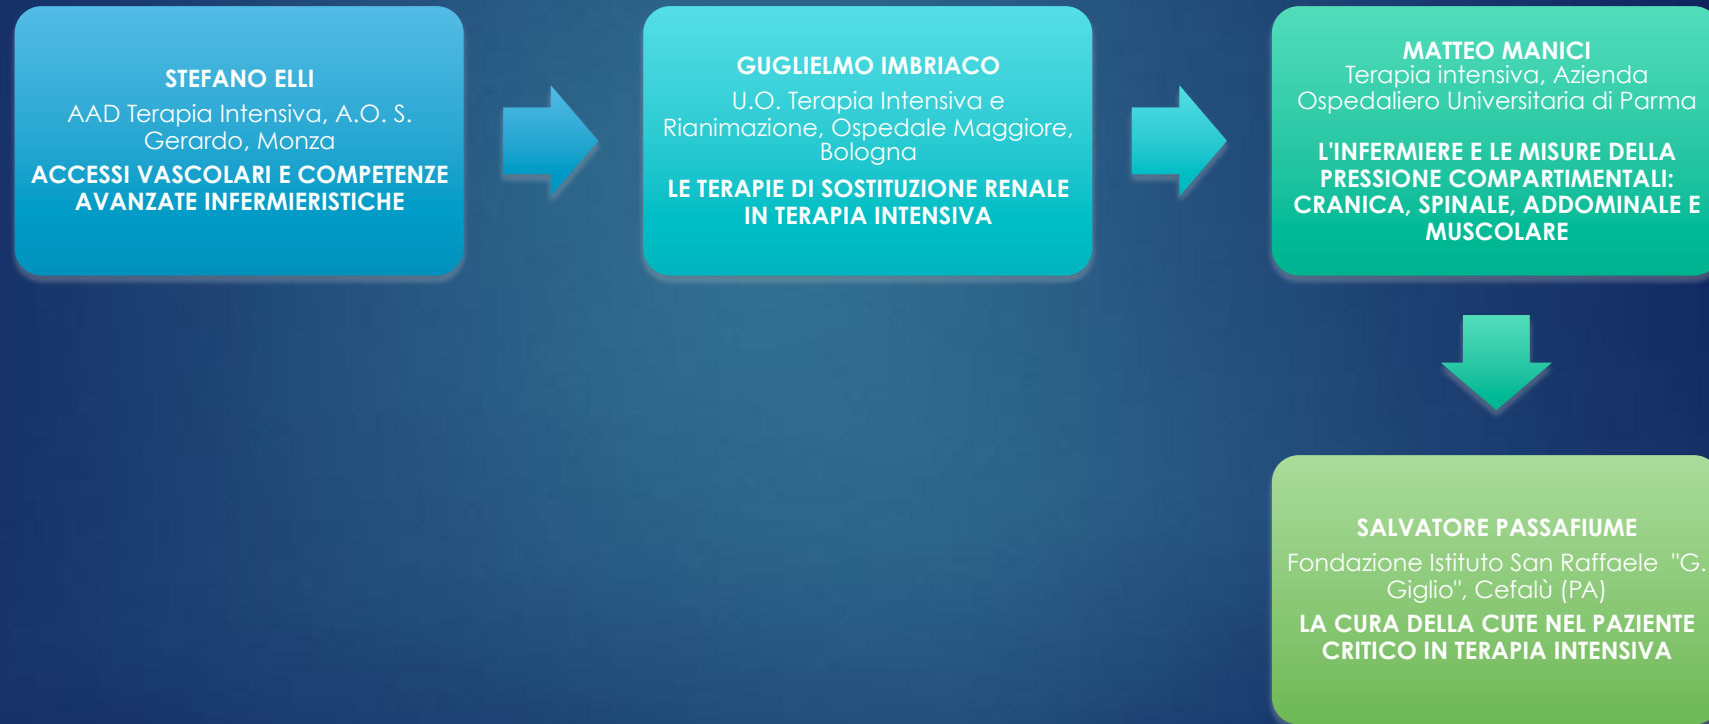 STEFANO ELLI
AAD Terapia Intensiva, A.O. S.
Gerardo, Monza
ACCESSI VASCOLARI E COMPETENZE
AVANZATE INFERMIERISTICHE
GUGLIELMO IMBRIACO
U.O. Terapia Intensiva e
Rianimazione, Ospedale Maggiore,
Bologna
LE TERAPIE DI SOSTITUZIONE RENALE
IN TERAPIA INTENSIVA
MATTEO MANICI
Terapia intensiva, Azienda
Ospedaliero Universitaria di Parma
L'INFERMIERE E LE MISURE DELLA
PRESSIONE COMPARTIMENTALI:
CRANICA, SPINALE, ADDOMINALE E
MUSCOLARE
SALVATORE PASSAFIUME
Fondazione Istituto San Raffaele "G.
Giglio", Cefalù (PA)
LA CURA DELLA CUTE NEL PAZIENTE
CRITICO IN TERAPIA INTENSIVA